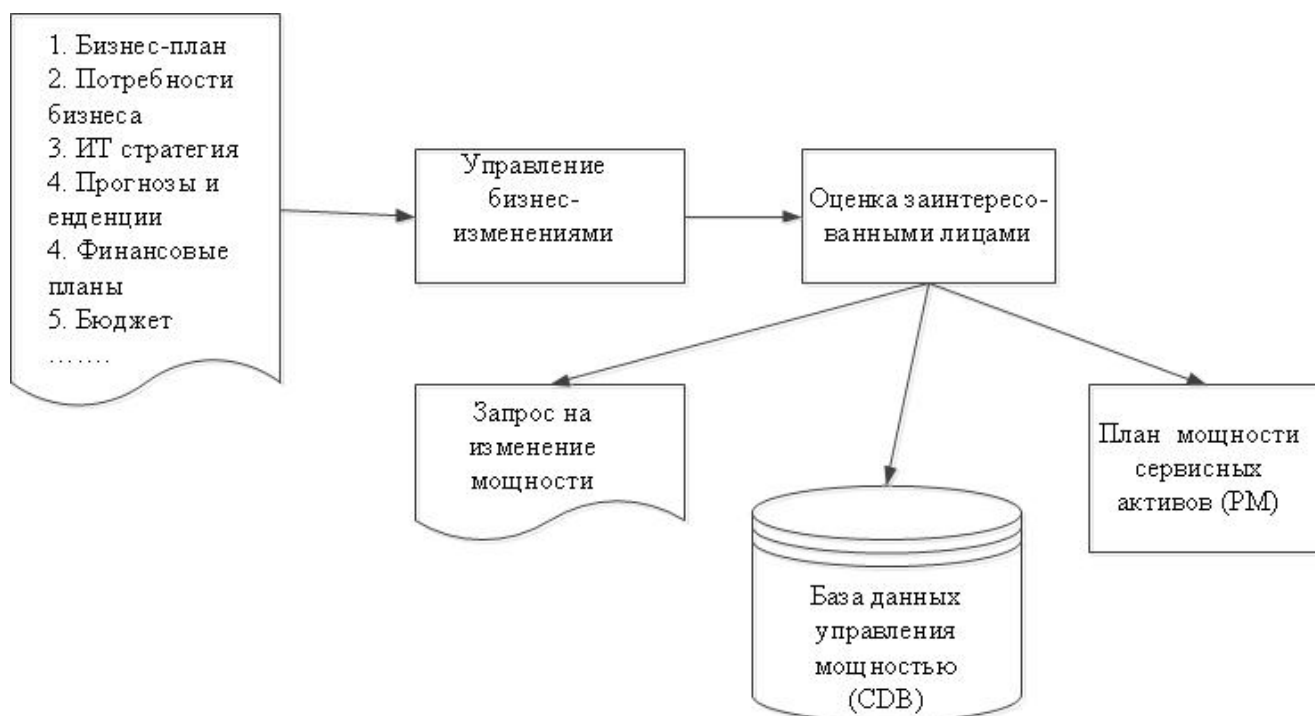 1. Бизнес-план
2. Потребности
бизнеса
3. ИТ стратегия
4. Прогнозы и
енденции
4. Финансовые
планы
5. Бюджет
.......
Управление
бизнес-
изменениями
Оценка заинтересо-
ванными лицами
Запрос на
изменение
мощности
База данных
управления
мощностью
(CDB)
План мощности
сервисных
активов (РМ)